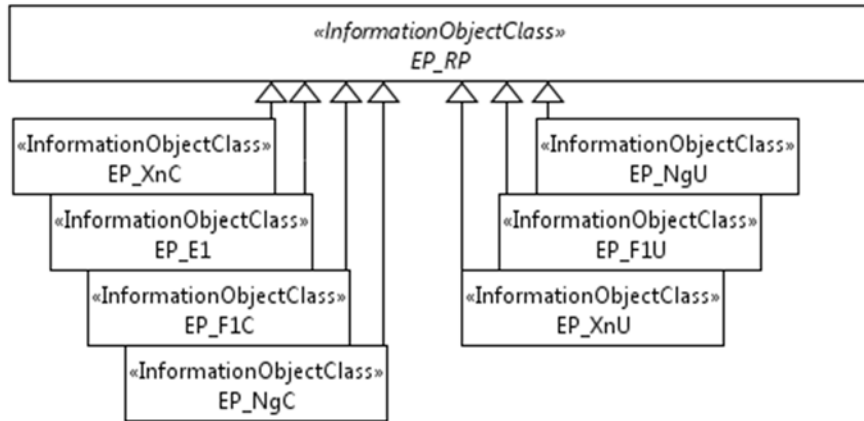 «InformationObjectClass»
EP_RP
«InformationObjectClass»
EP_XnC
«InformationObjectClass»
EP_E1
«InformationObjectClass»
EP_F1C
«InformationObjectClass»
EP_NgC
«InformationObjectClass»
EP_NgU
«InformationObjectClass»
EP_F1U
«InformationObjectClass»
EP_XnU